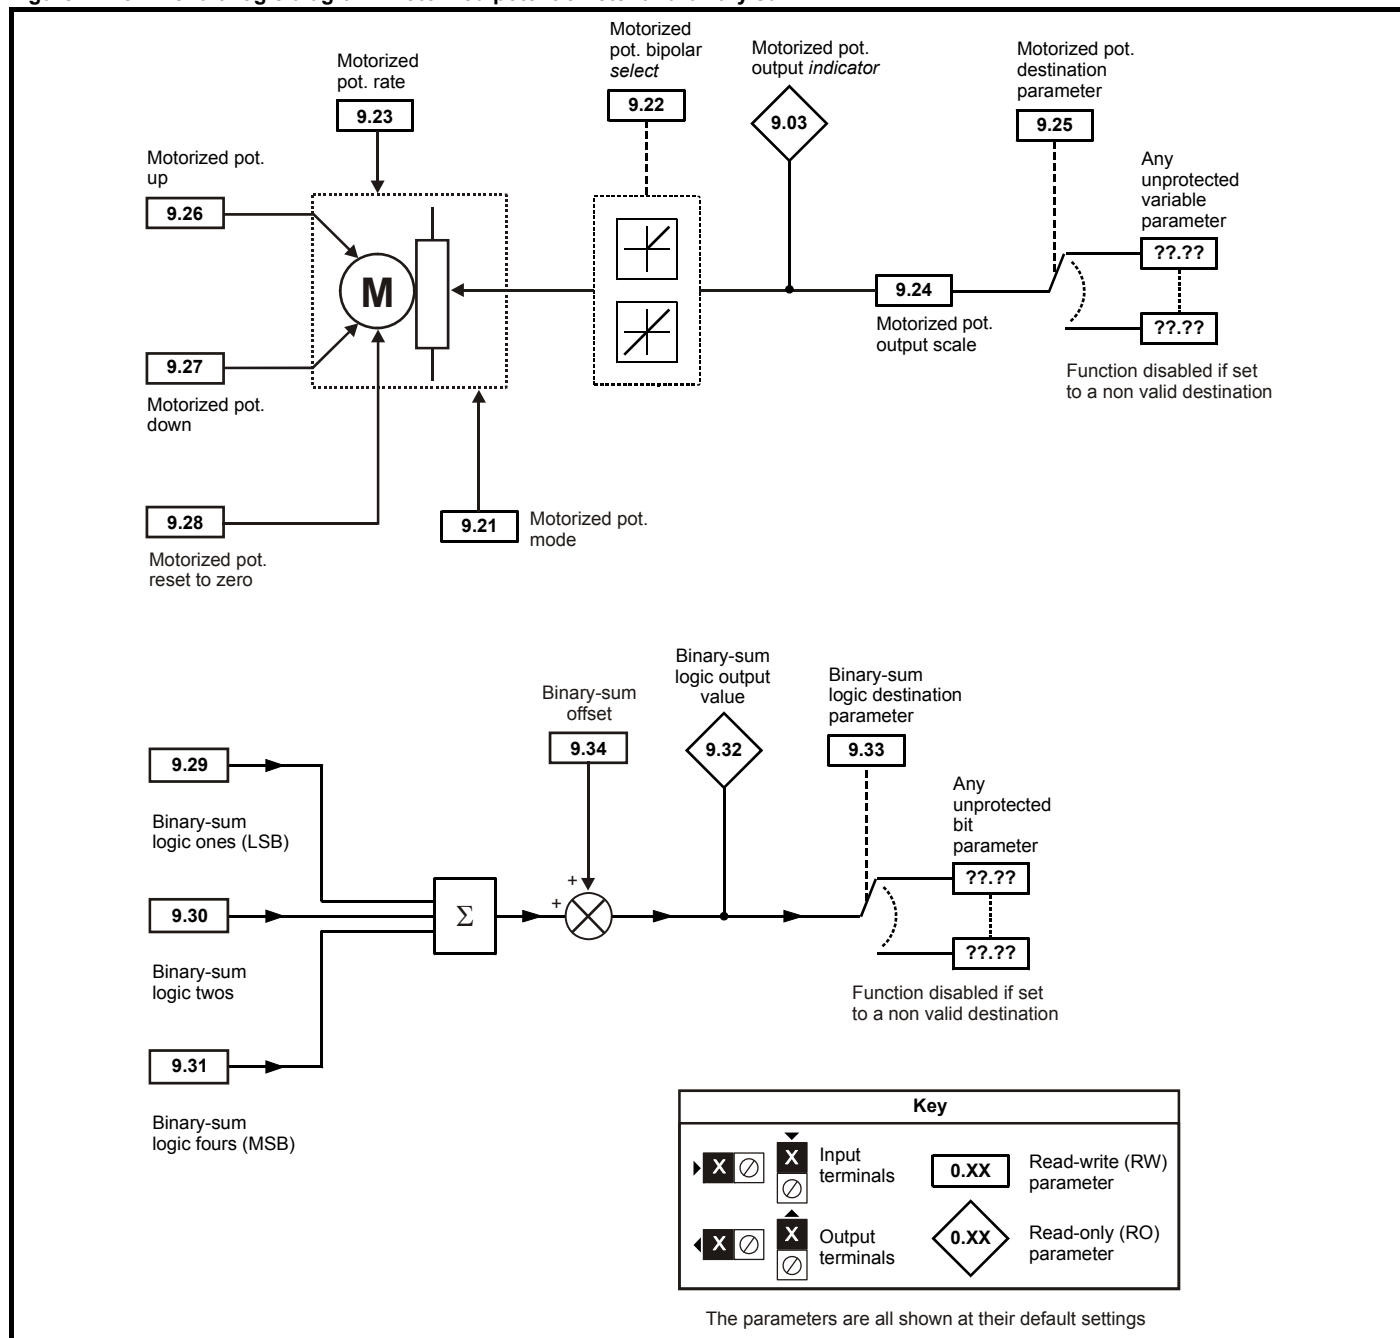 Motorized
pot. rate
9.23
Motorized
pot. bipolar
select
9.22
Motorized pot.
output indicator
9.03
Motorized pot.
destination
parameter
9.25
Motorized pot.
up
9.26
M
9.27
Motorized pot.
down
9.28
Motorized pot.
reset to zero
9.21
Motorized pot.
mode
9.24
Motorized pot.
output scale
Any
unprotected
variable
parameter
??.??
??.??
Function disabled if set
to a non valid destination
9.29
Binary-sum
logic ones (LSB)
9.30
Binary-sum
logic twos
9.31
Binary-sum
logic fours (MSB)
Σ
Binary-sum
offset
9.34
+
+
Binary-sum
logic output
value
9.32
Binary-sum
logic destination
parameter
9.33
Any
unprotected
bit
parameter
??.??
??.??
Function disabled if set
to a non valid destination
Key
X
X
Input
terminals
0.XX
Read-write (RW)
parameter
X
X
Output
terminals
0.XX
Read-only (RO)
parameter
The parameters are all shown at their default settings